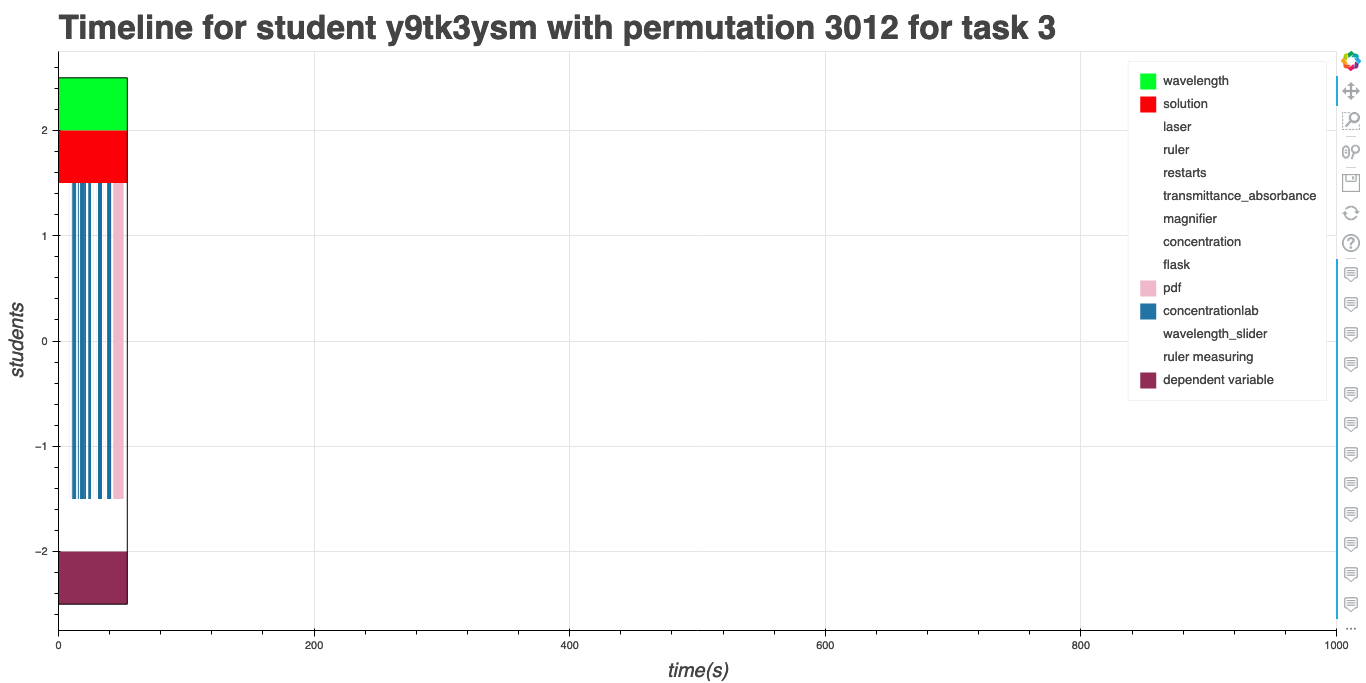 Timeline for student y9tk3ysm with permutation 3012 for task 3
wavelength
solution
laser
ruler
restarts
transmittance_absorbance
magnifier
concentration
flask
pdf
concentrationlab
wavelength_slider
ruler measuring
dependent variable
2
1
0
−1
−2
students
0 200 400 600 800 1000
time(s)